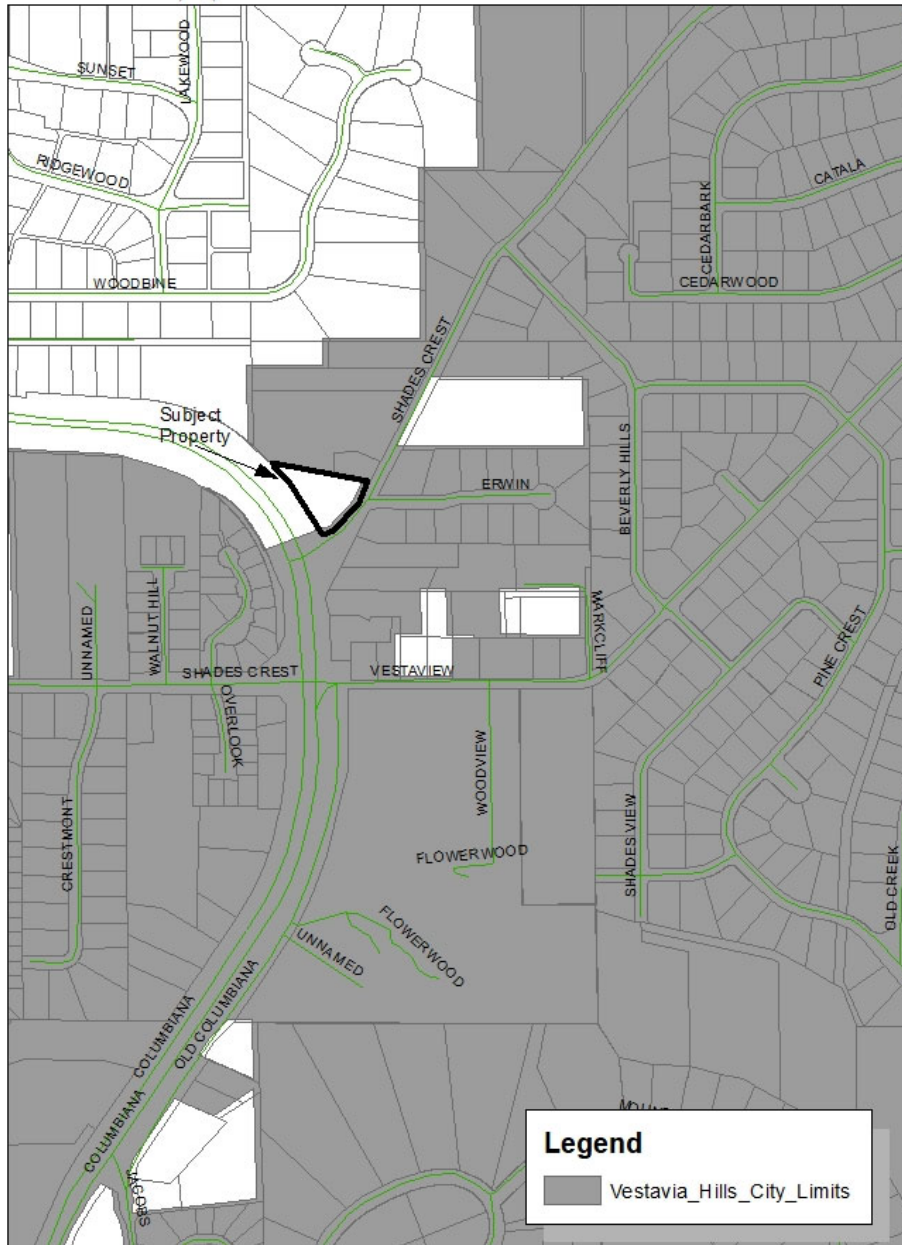 SUNSET
LAKEWOOD
RIDGEWOOD
WOODBINE
CEDARBARK
CATALA
CEDARWOOD
SHADES CREST
Subject
Property
ERWIN
BEVERLY HILLS
UNNAMED
WALNUT HILL
MARKCLIFF
SHADES CREST
VESTAVIEW
OVERLOOK
PINE CREST
WOODVIEW
CRESTMONT
FLOWERWOOD
SHADES VIEW
OLD CREEK
FLOWERWOOD
UNNAMED
COLUMBIANA
OLD COLUMBIANA
COLUMBIANA
JACOBS
Legend
Vestavia_Hills_City_Limits